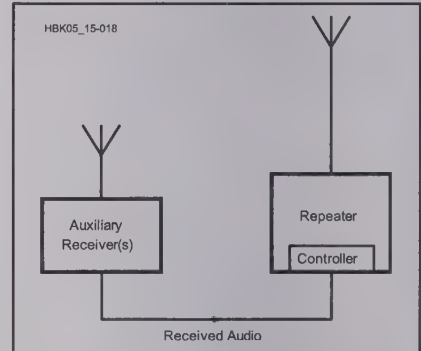 HBK05_15-018
Auxiliary
Receiver(s)
Repeater
Controller
Received Audio